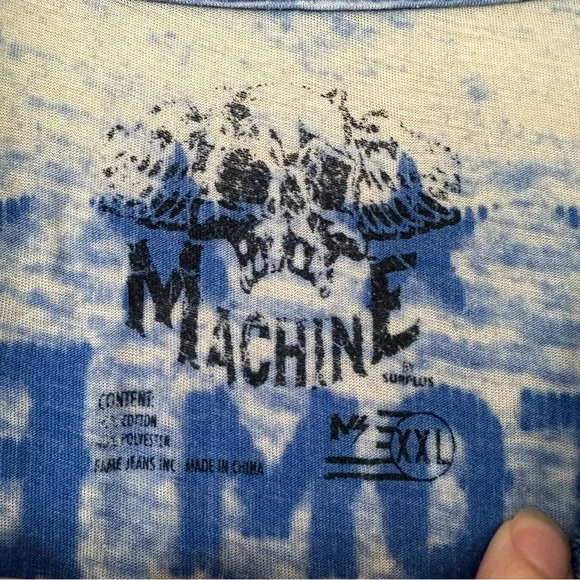 MACHINE
BY
SURPLUS
CONTENT:
COTTON
POLYESTER
FAME JEANS INC. MADE IN CHINA
XXL